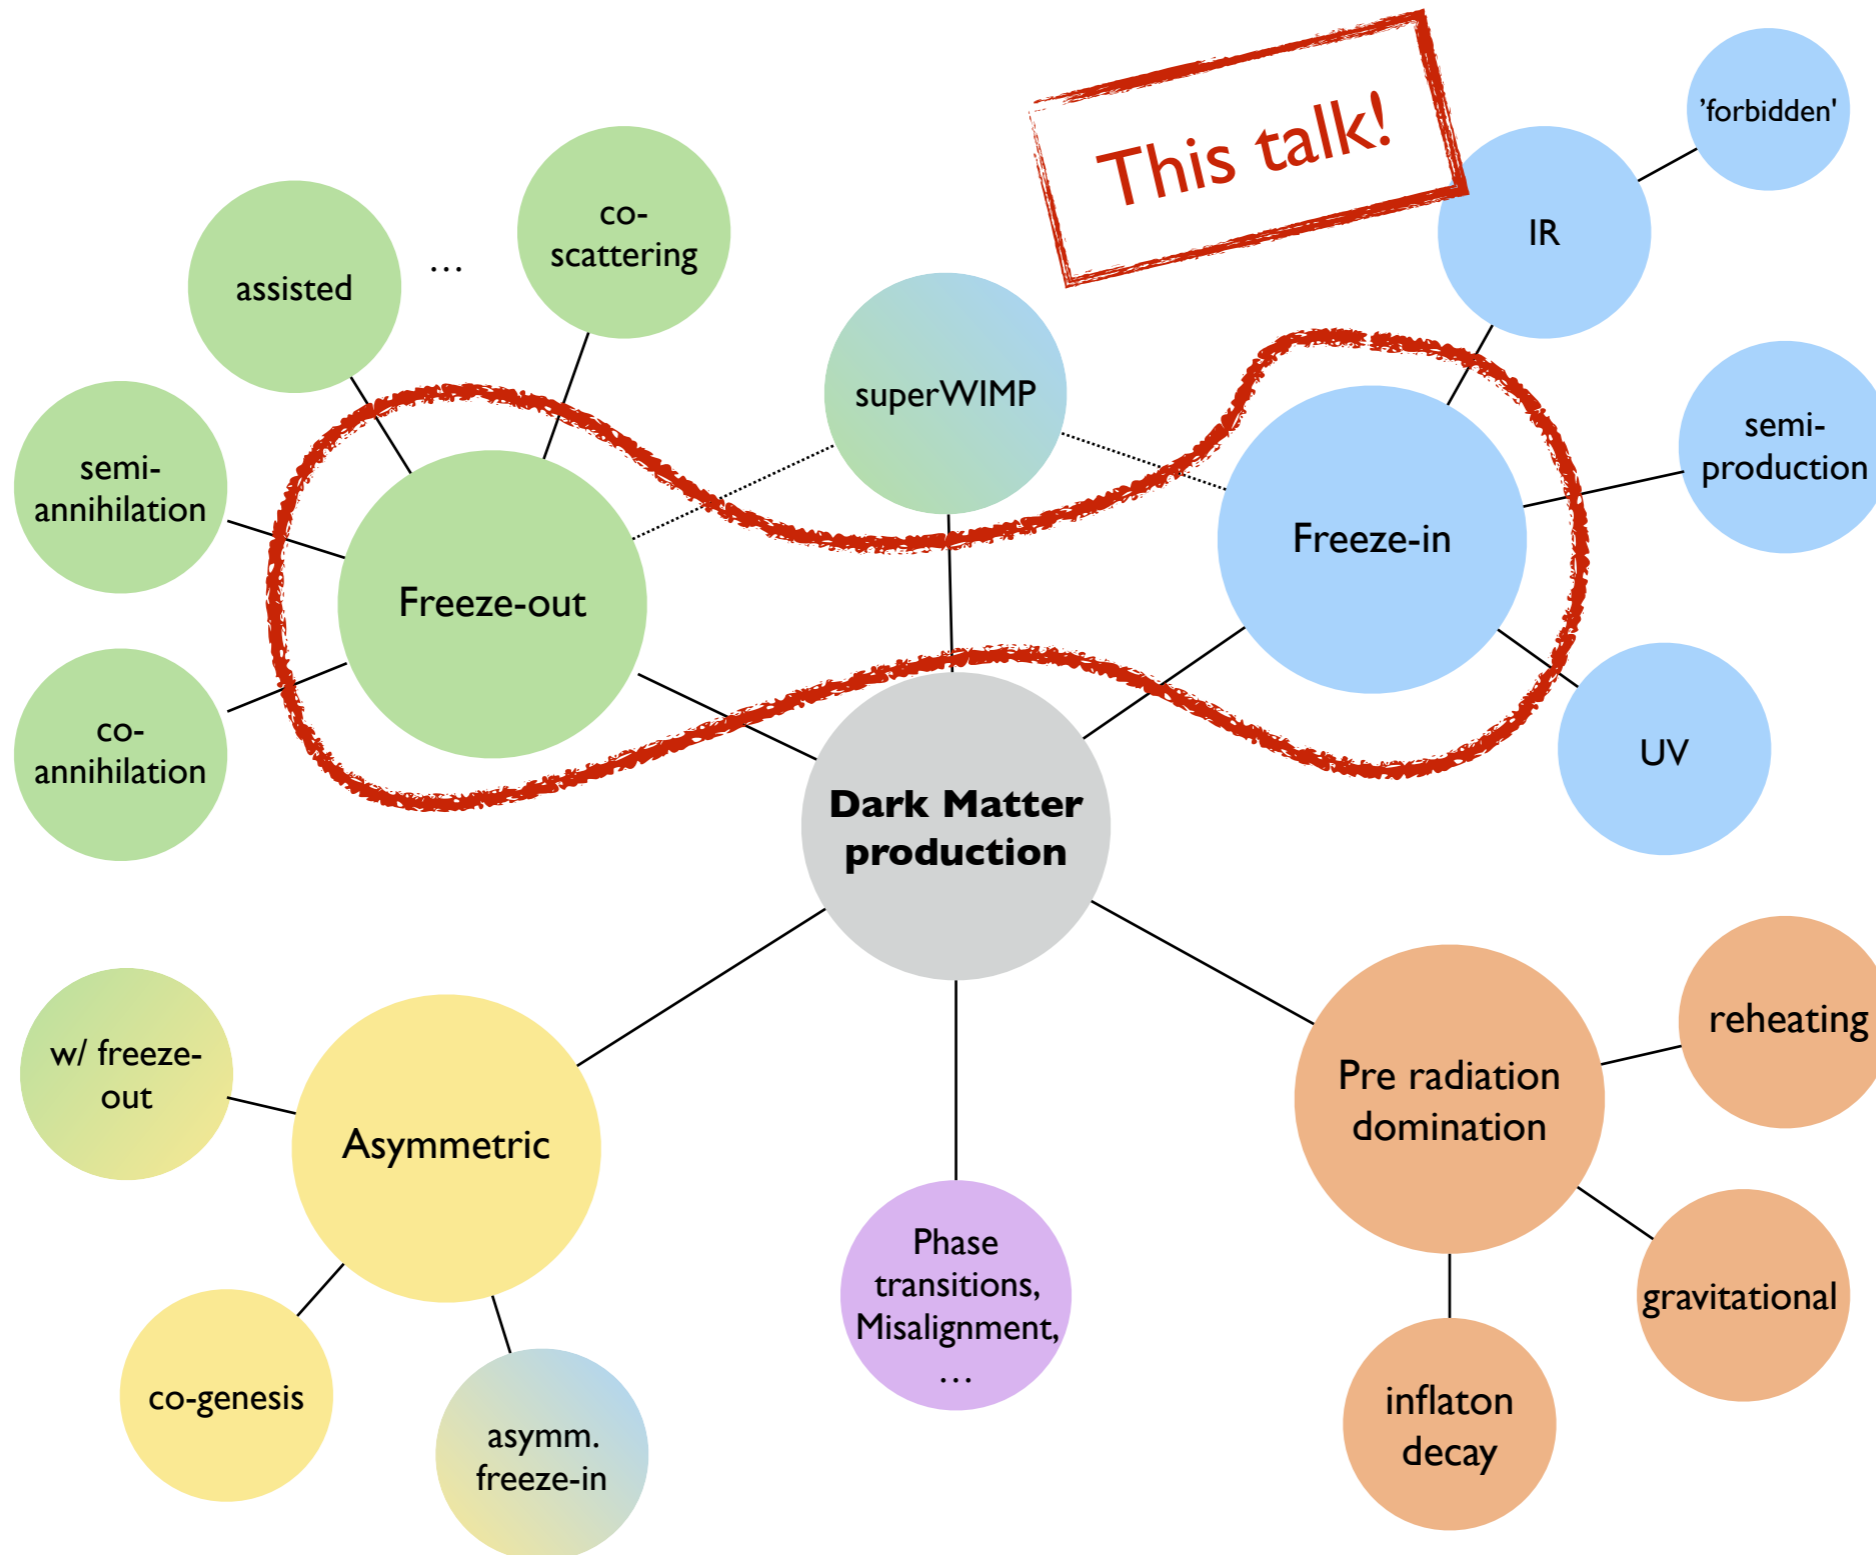 This talk!
'forbidden'
IR
co-
scattering
…
assisted
superWIMP
semi-
production
semi-
annihilation
Freeze-in
Freeze-out
co-
annihilation
UV
Dark Matter
production
w/ freeze-
out
Asymmetric
Pre radiation
domination
reheating
Phase
transitions,
Misalignment,
…
gravitational
co-genesis
asymm.
freeze-in
inflaton
decay